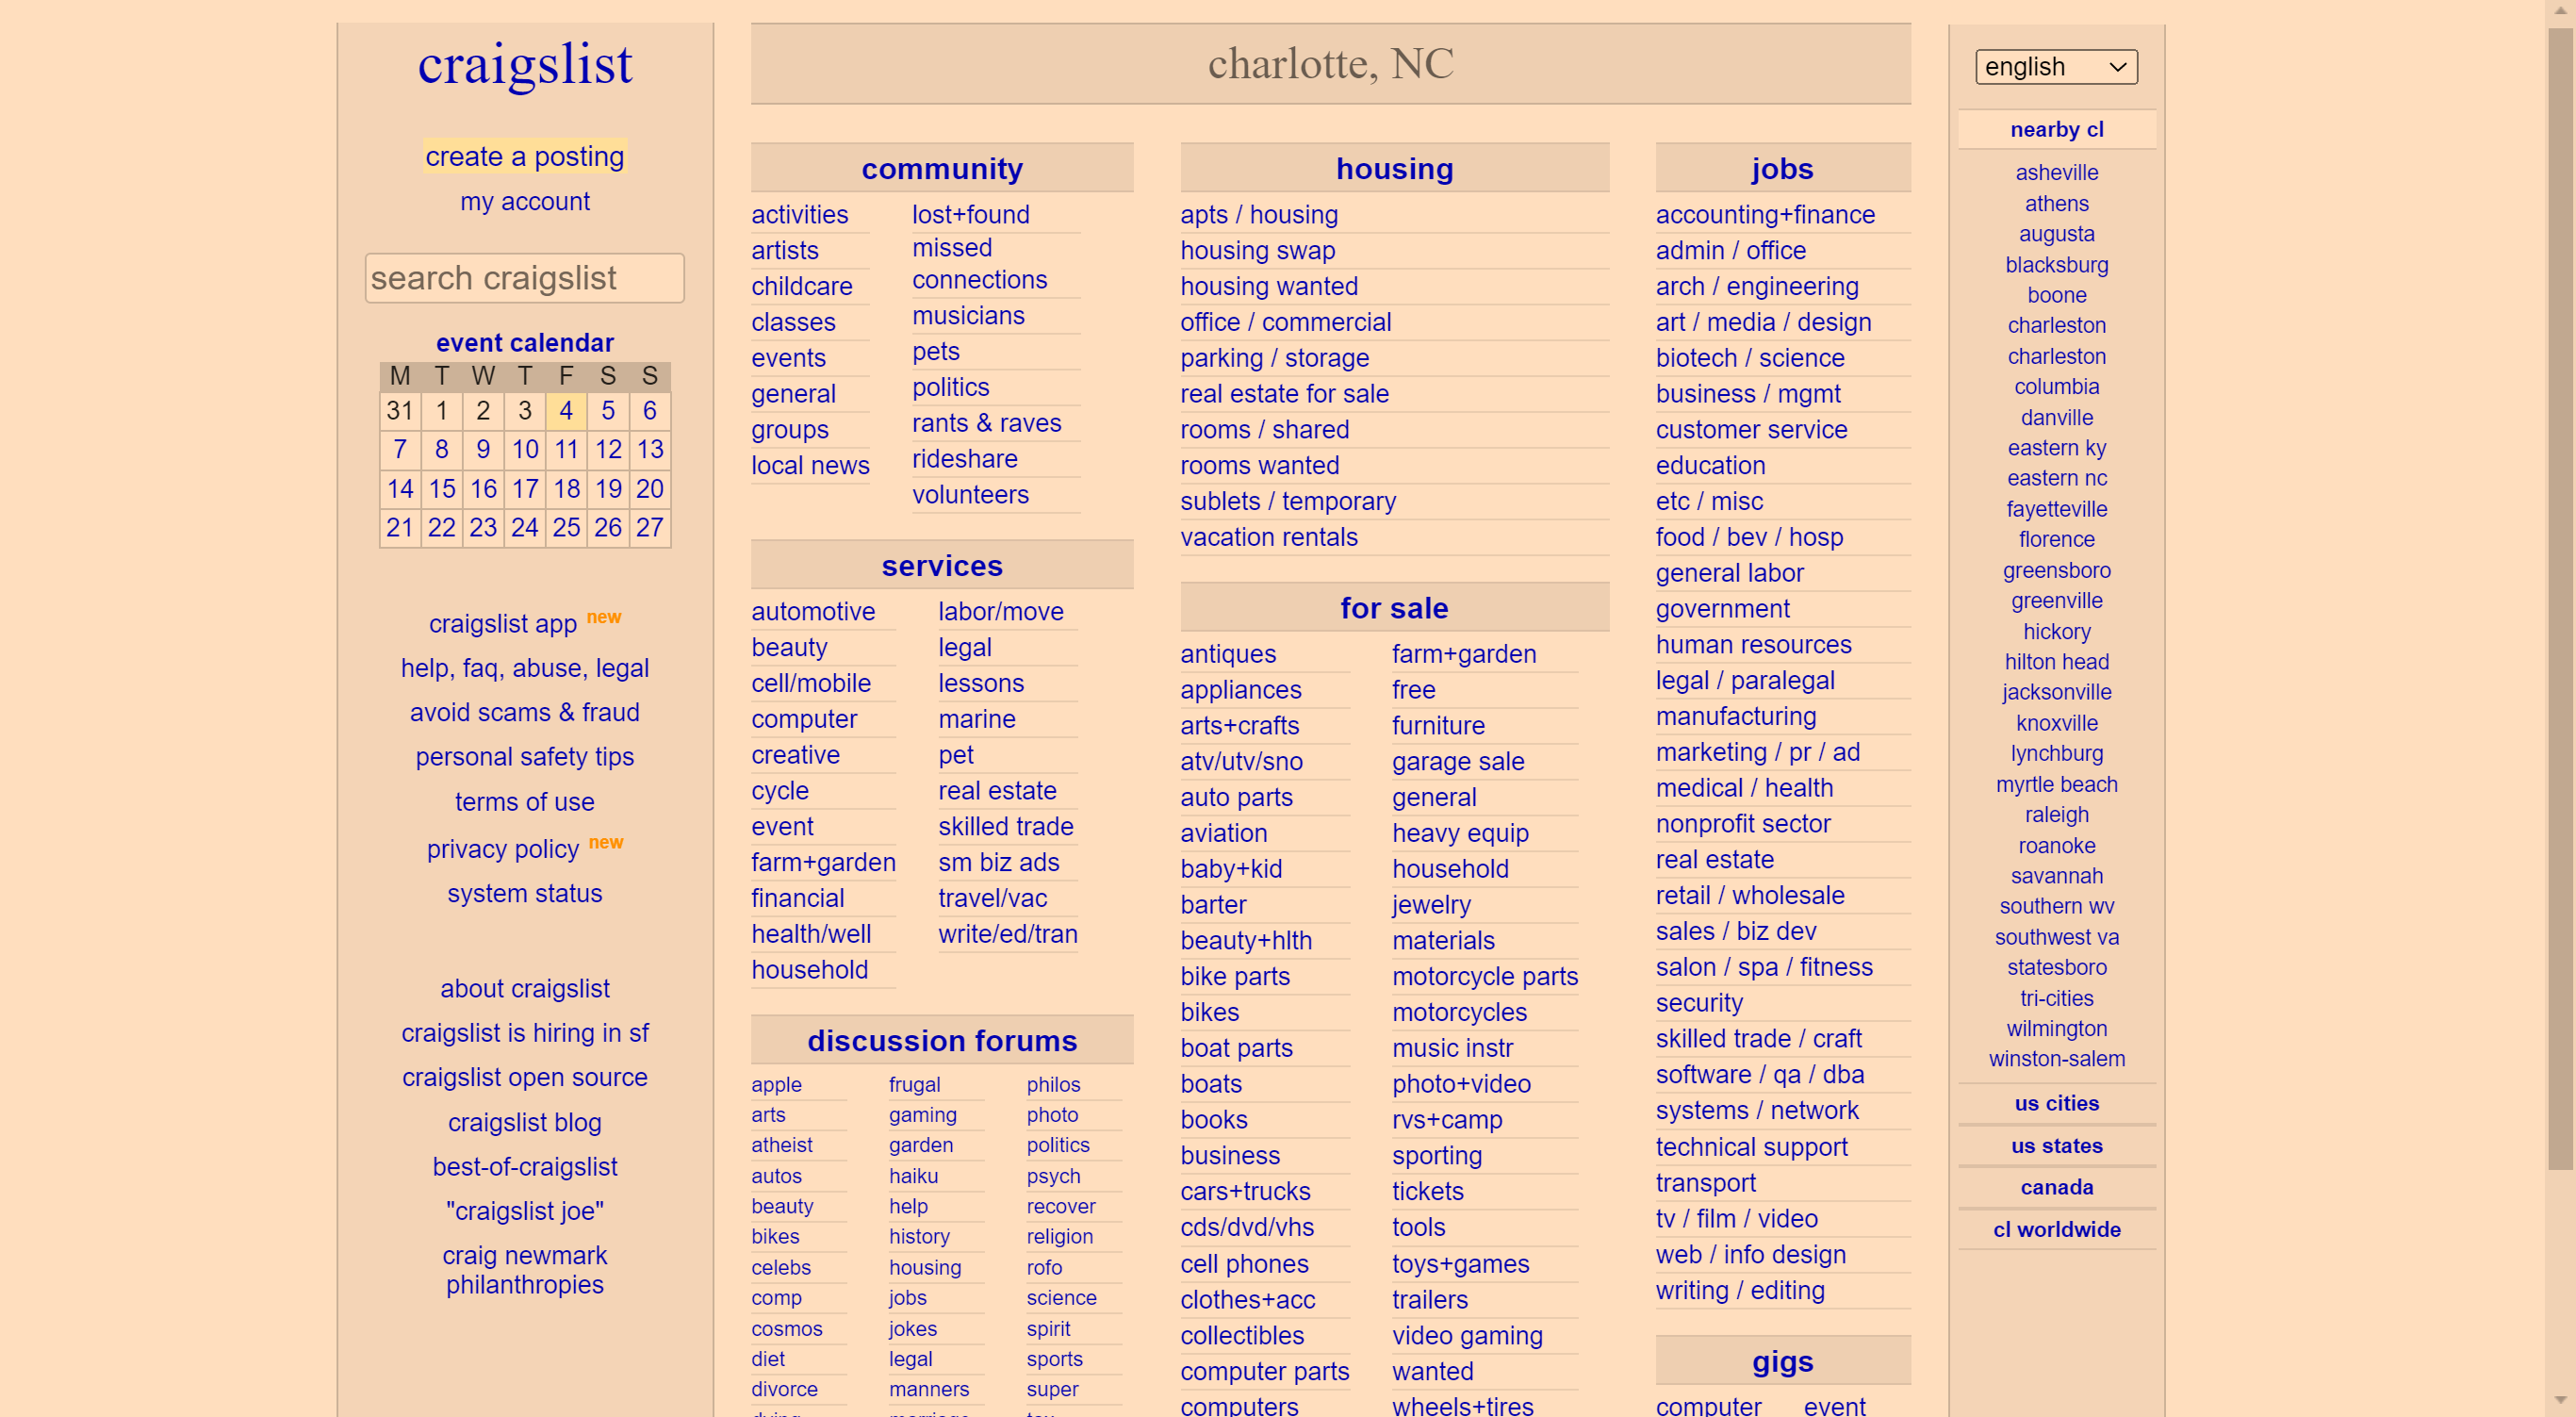 craigslist
create a posting
my account
search craigslist
event calendar
M T W T F S S
31 1 2 3 4 5 6
7 8 9 10 11 12 13
14 15 16 17 18 19 20
21 22 23 24 25 26 27
craigslist app new
help, faq, abuse, legal
avoid scams & fraud
personal safety tips
terms of use
privacy policy new
system status
about craigslist
craigslist is hiring in sf
craigslist open source
craigslist blog
best-of-craigslist
"craigslist joe"
craig newmark
philanthropies
charlotte, NC
community
activities
artists
childcare
classes
events
general
groups
local news
lost+found
missed
connections
musicians
pets
politics
rants & raves
rideshare
volunteers
services
automotive
beauty
cell/mobile
computer
creative
cycle
event
farm+garden
financial
health/well
household
labor/move
legal
lessons
marine
pet
real estate
skilled trade
sm biz ads
travel/vac
write/ed/tran
discussion forums
apple
arts
atheist
autos
beauty
bikes
celebs
comp
cosmos
diet
divorce
frugal
gaming
garden
haiku
help
history
housing
jobs
jokes
legal
manners
philos
photo
politics
psych
recover
religion
rofo
science
spirit
sports
super
housing
apts / housing
housing swap
housing wanted
office / commercial
parking / storage
real estate for sale
rooms / shared
rooms wanted
sublets / temporary
vacation rentals
for sale
antiques
appliances
arts+crafts
atv/utv/sno
auto parts
aviation
baby+kid
barter
beauty+hlth
bike parts
bikes
boat parts
boats
books
business
cars+trucks
cds/dvd/vhs
cell phones
clothes+acc
collectibles
computer parts
computers
farm+garden
free
furniture
garage sale
general
heavy equip
household
jewelry
materials
motorcycle parts
motorcycles
music instr
photo+video
rvs+camp
sporting
tickets
tools
toys+games
trailers
video gaming
wanted
wheels+tires
jobs
accounting+finance
admin / office
arch / engineering
art / media / design
biotech / science
business / mgmt
customer service
education
etc / misc
food / bev / hosp
general labor
government
human resources
legal / paralegal
manufacturing
marketing / pr / ad
medical / health
nonprofit sector
real estate
retail / wholesale
sales / biz dev
salon / spa / fitness
security
skilled trade / craft
software / qa / dba
systems / network
technical support
transport
tv / film / video
web / info design
writing / editing
gigs
computer
event
english
nearby cl
asheville
athens
augusta
blacksburg
boone
charleston
charleston
columbia
danville
eastern ky
eastern nc
fayetteville
florence
greensboro
greenville
hickory
hilton head
jacksonville
knoxville
lynchburg
myrtle beach
raleigh
roanoke
savannah
southern wv
southwest va
statesboro
tri-cities
wilmington
winston-salem
us cities
us states
canada
cl worldwide